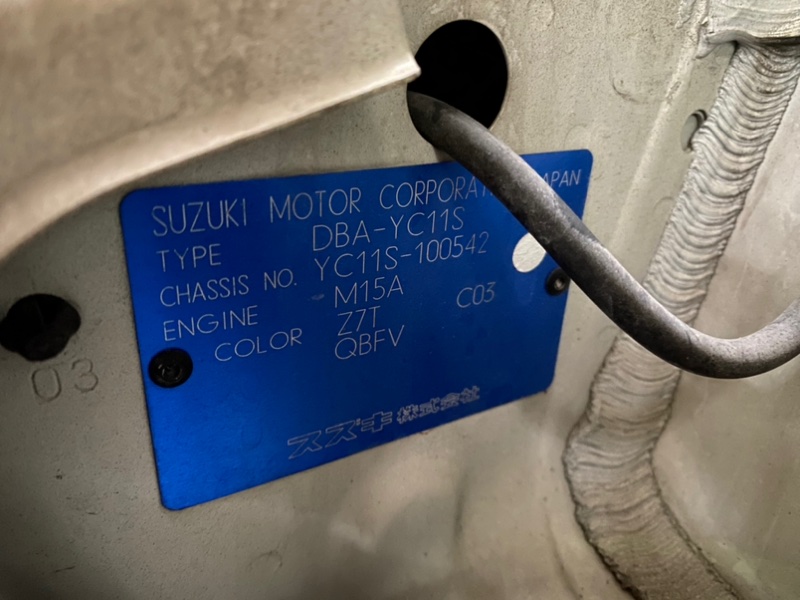 SUZUKI MOTOR CORPORATION JAPAN
TYPE DBA-YC11S
CHASSIS NO. YC11S-100542
ENGINE M15A
COLOR Z7T C03
QBFV
スズキ株式会社
03